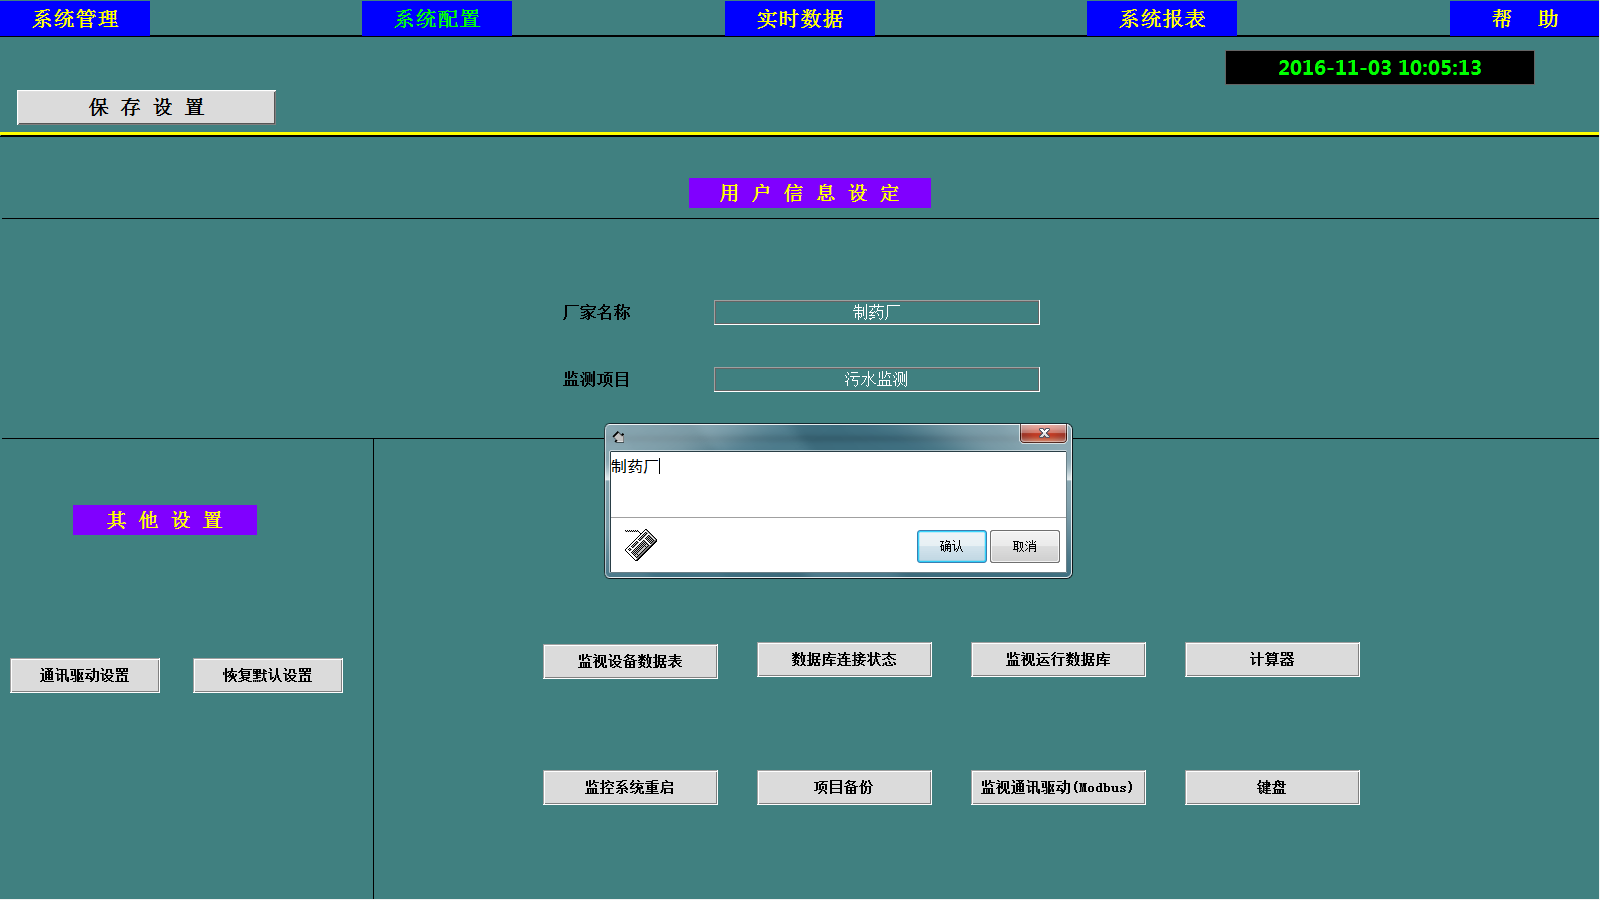 系统管理 系统配置 实时数据 系统报表 帮 助
2016-11-03 10:05:13
保 存 设 置
用 户 信 息 设 定
厂家名称 制药厂
监测项目 污水监测
制药厂
确认 取消
其 他 设 置
通讯驱动设置 恢复默认设置
监视设备数据表 数据库连接状态 监视运行数据库 计算器
监控系统重启 项目备份 监视通讯驱动(Modbus) 键盘